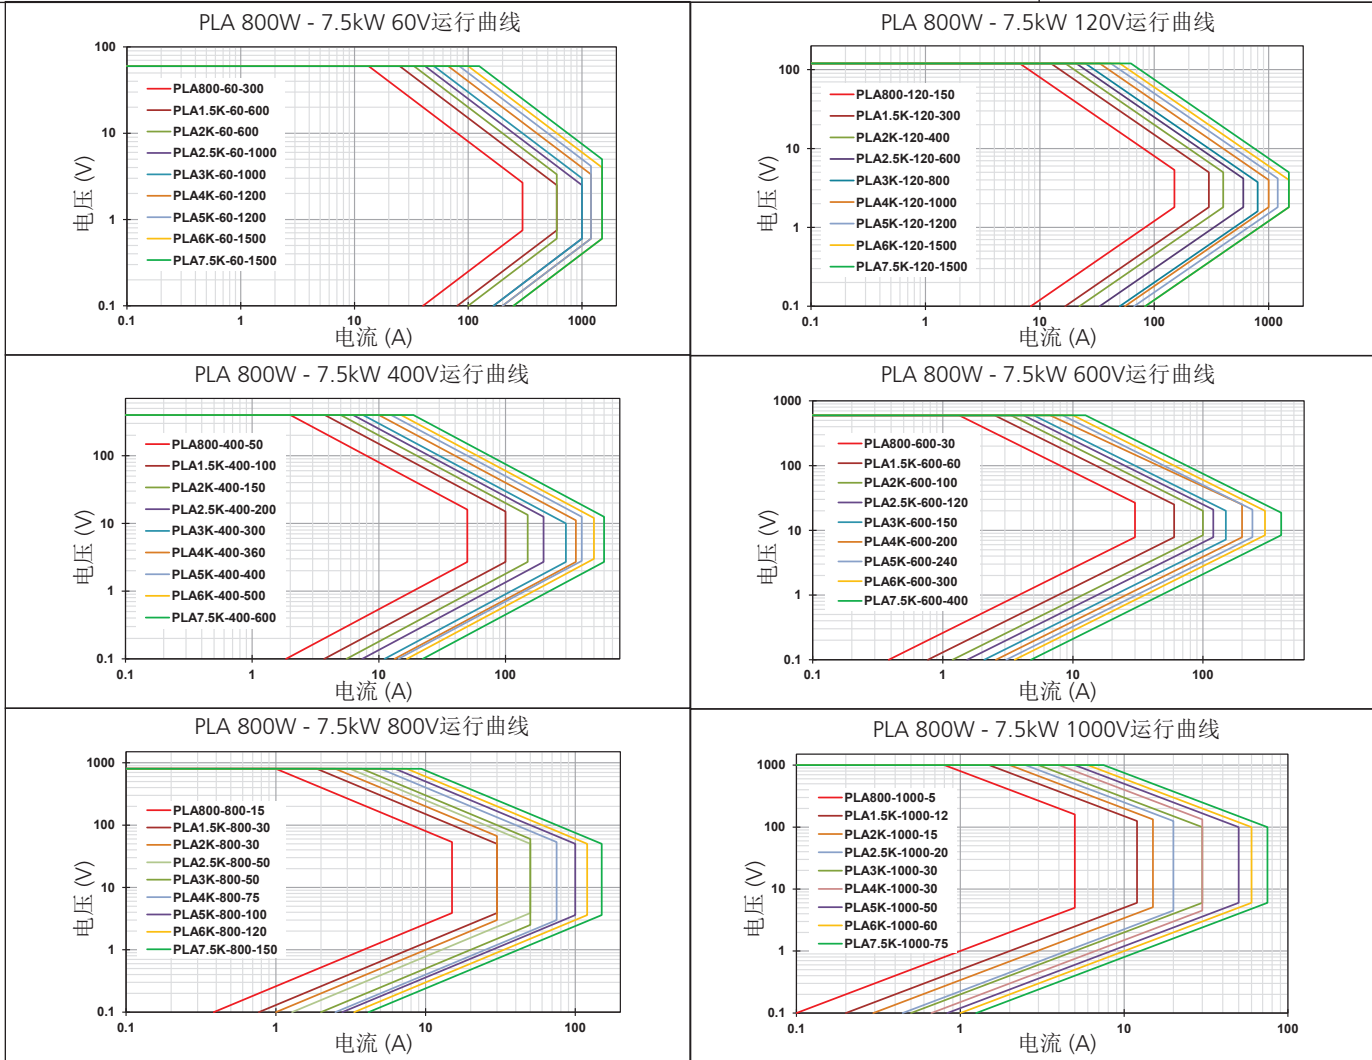 PLA 800W - 7.5kW 60V运行曲线
电压 (V)
100
10
1
0.1
PLA800-60-300
PLA1.5K-60-600
PLA2K-60-600
PLA2.5K-60-1000
PLA3K-60-1000
PLA4K-60-1200
PLA5K-60-1200
PLA6K-60-1500
PLA7.5K-60-1500
0.1 1 10 100 1000
电流 (A)
PLA 800W - 7.5kW 120V运行曲线
电压 (V)
100
10
1
0.1
PLA800-120-150
PLA1.5K-120-300
PLA2K-120-400
PLA2.5K-120-600
PLA3K-120-800
PLA4K-120-1000
PLA5K-120-1200
PLA6K-120-1500
PLA7.5K-120-1500
0.1 1 10 100 1000
电流 (A)
PLA 800W - 7.5kW 400V运行曲线
电压 (V)
100
10
1
0.1
PLA800-400-50
PLA1.5K-400-100
PLA2K-400-150
PLA2.5K-400-200
PLA3K-400-300
PLA4K-400-360
PLA5K-400-400
PLA6K-400-500
PLA7.5K-400-600
0.1 1 10 100
电流 (A)
PLA 800W - 7.5kW 600V运行曲线
电压 (V)
1000
100
10
1
0.1
PLA800-600-30
PLA1.5K-600-60
PLA2K-600-100
PLA2.5K-600-120
PLA3K-600-150
PLA4K-600-200
PLA5K-600-240
PLA6K-600-300
PLA7.5K-600-400
0.1 1 10 100
电流 (A)
PLA 800W - 7.5kW 800V运行曲线
电压 (V)
1000
100
10
1
0.1
PLA800-800-15
PLA1.5K-800-30
PLA2K-800-30
PLA2.5K-800-50
PLA3K-800-50
PLA4K-800-75
PLA5K-800-100
PLA6K-800-120
PLA7.5K-800-150
0.1 1 10 100
电流 (A)
PLA 800W - 7.5kW 1000V运行曲线
电压 (V)
1000
100
10
1
0.1
PLA800-1000-5
PLA1.5K-1000-12
PLA2K-1000-15
PLA2.5K-1000-20
PLA3K-1000-30
PLA4K-1000-30
PLA5K-1000-50
PLA6K-1000-60
PLA7.5K-1000-75
0.1 1 10 100
电流 (A)